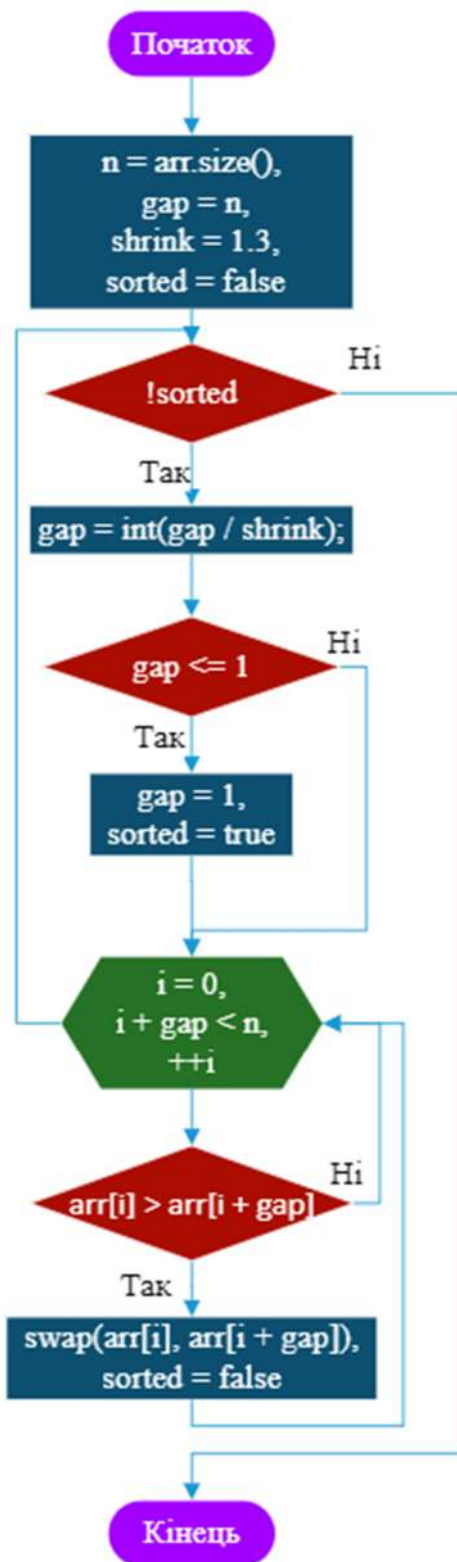 Початок
n = arr.size(),
gap = n,
shrink = 1.3,
sorted = false
!sorted
Ні
Так
gap = int(gap / shrink);
gap <= 1
Ні
Так
gap = 1,
sorted = true
i = 0,
i + gap < n,
++i
arr[i] > arr[i + gap]
Ні
Так
swap(arr[i], arr[i + gap]),
sorted = false
Кінець